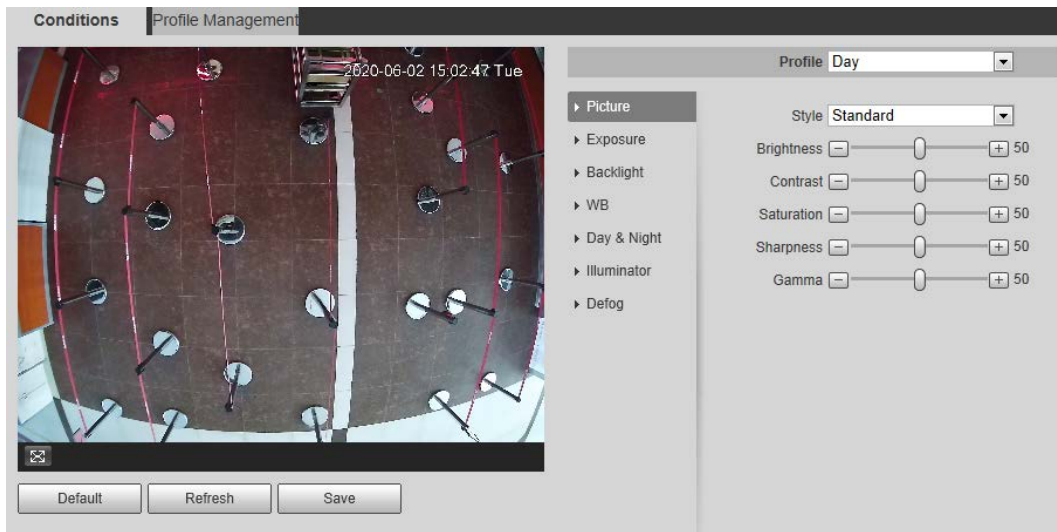 Conditions
Profile Management
2020-06-02 15:02:47 Tue
Profile Day
Picture
Exposure
Backlight
WB
Day & Night
Illuminator
Defog
Style Standard
Brightness - + 50
Contrast - + 50
Saturation - + 50
Sharpness - + 50
Gamma - + 50
Default Refresh Save